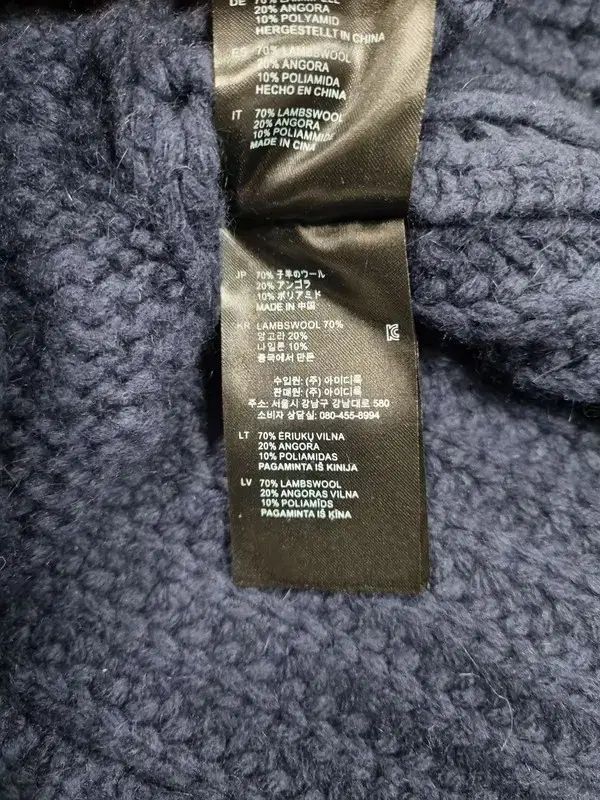 DE 70% LAMBSWOOL
20% ANGORA
10% POLYAMID
HERGESTELLT IN CHINA
ES 70% LAMBSWOOL
20% ANGORA
10% POLIAMIDA
HECHO EN CHINA
IT 70% LAMBSWOOL
20% ANGORA
10% POLIAMMIDE
MADE IN CINA
JP 70% 子羊のウール
20% アンゴラ
10% ポリアミド
MADE IN 中国
KR LAMBSWOOL 70%
앙고라 20%
나일론 10%
중국에서 만든
수입원: (주) 아이디룩
판매원: (주) 아이디룩
주소: 서울시 강남구 강남대로 580
소비자 상담실: 080-455-8994
LT 70% ĖRIUKŲ VILNA
20% ANGORA
10% POLIAMIDAS
PAGAMINTA IŠ KINIJA
LV 70% LAMBSWOOL
20% ANGORAS VILNA
10% POLIAMĪDS
PAGAMINTA IŠ ĶĪNA